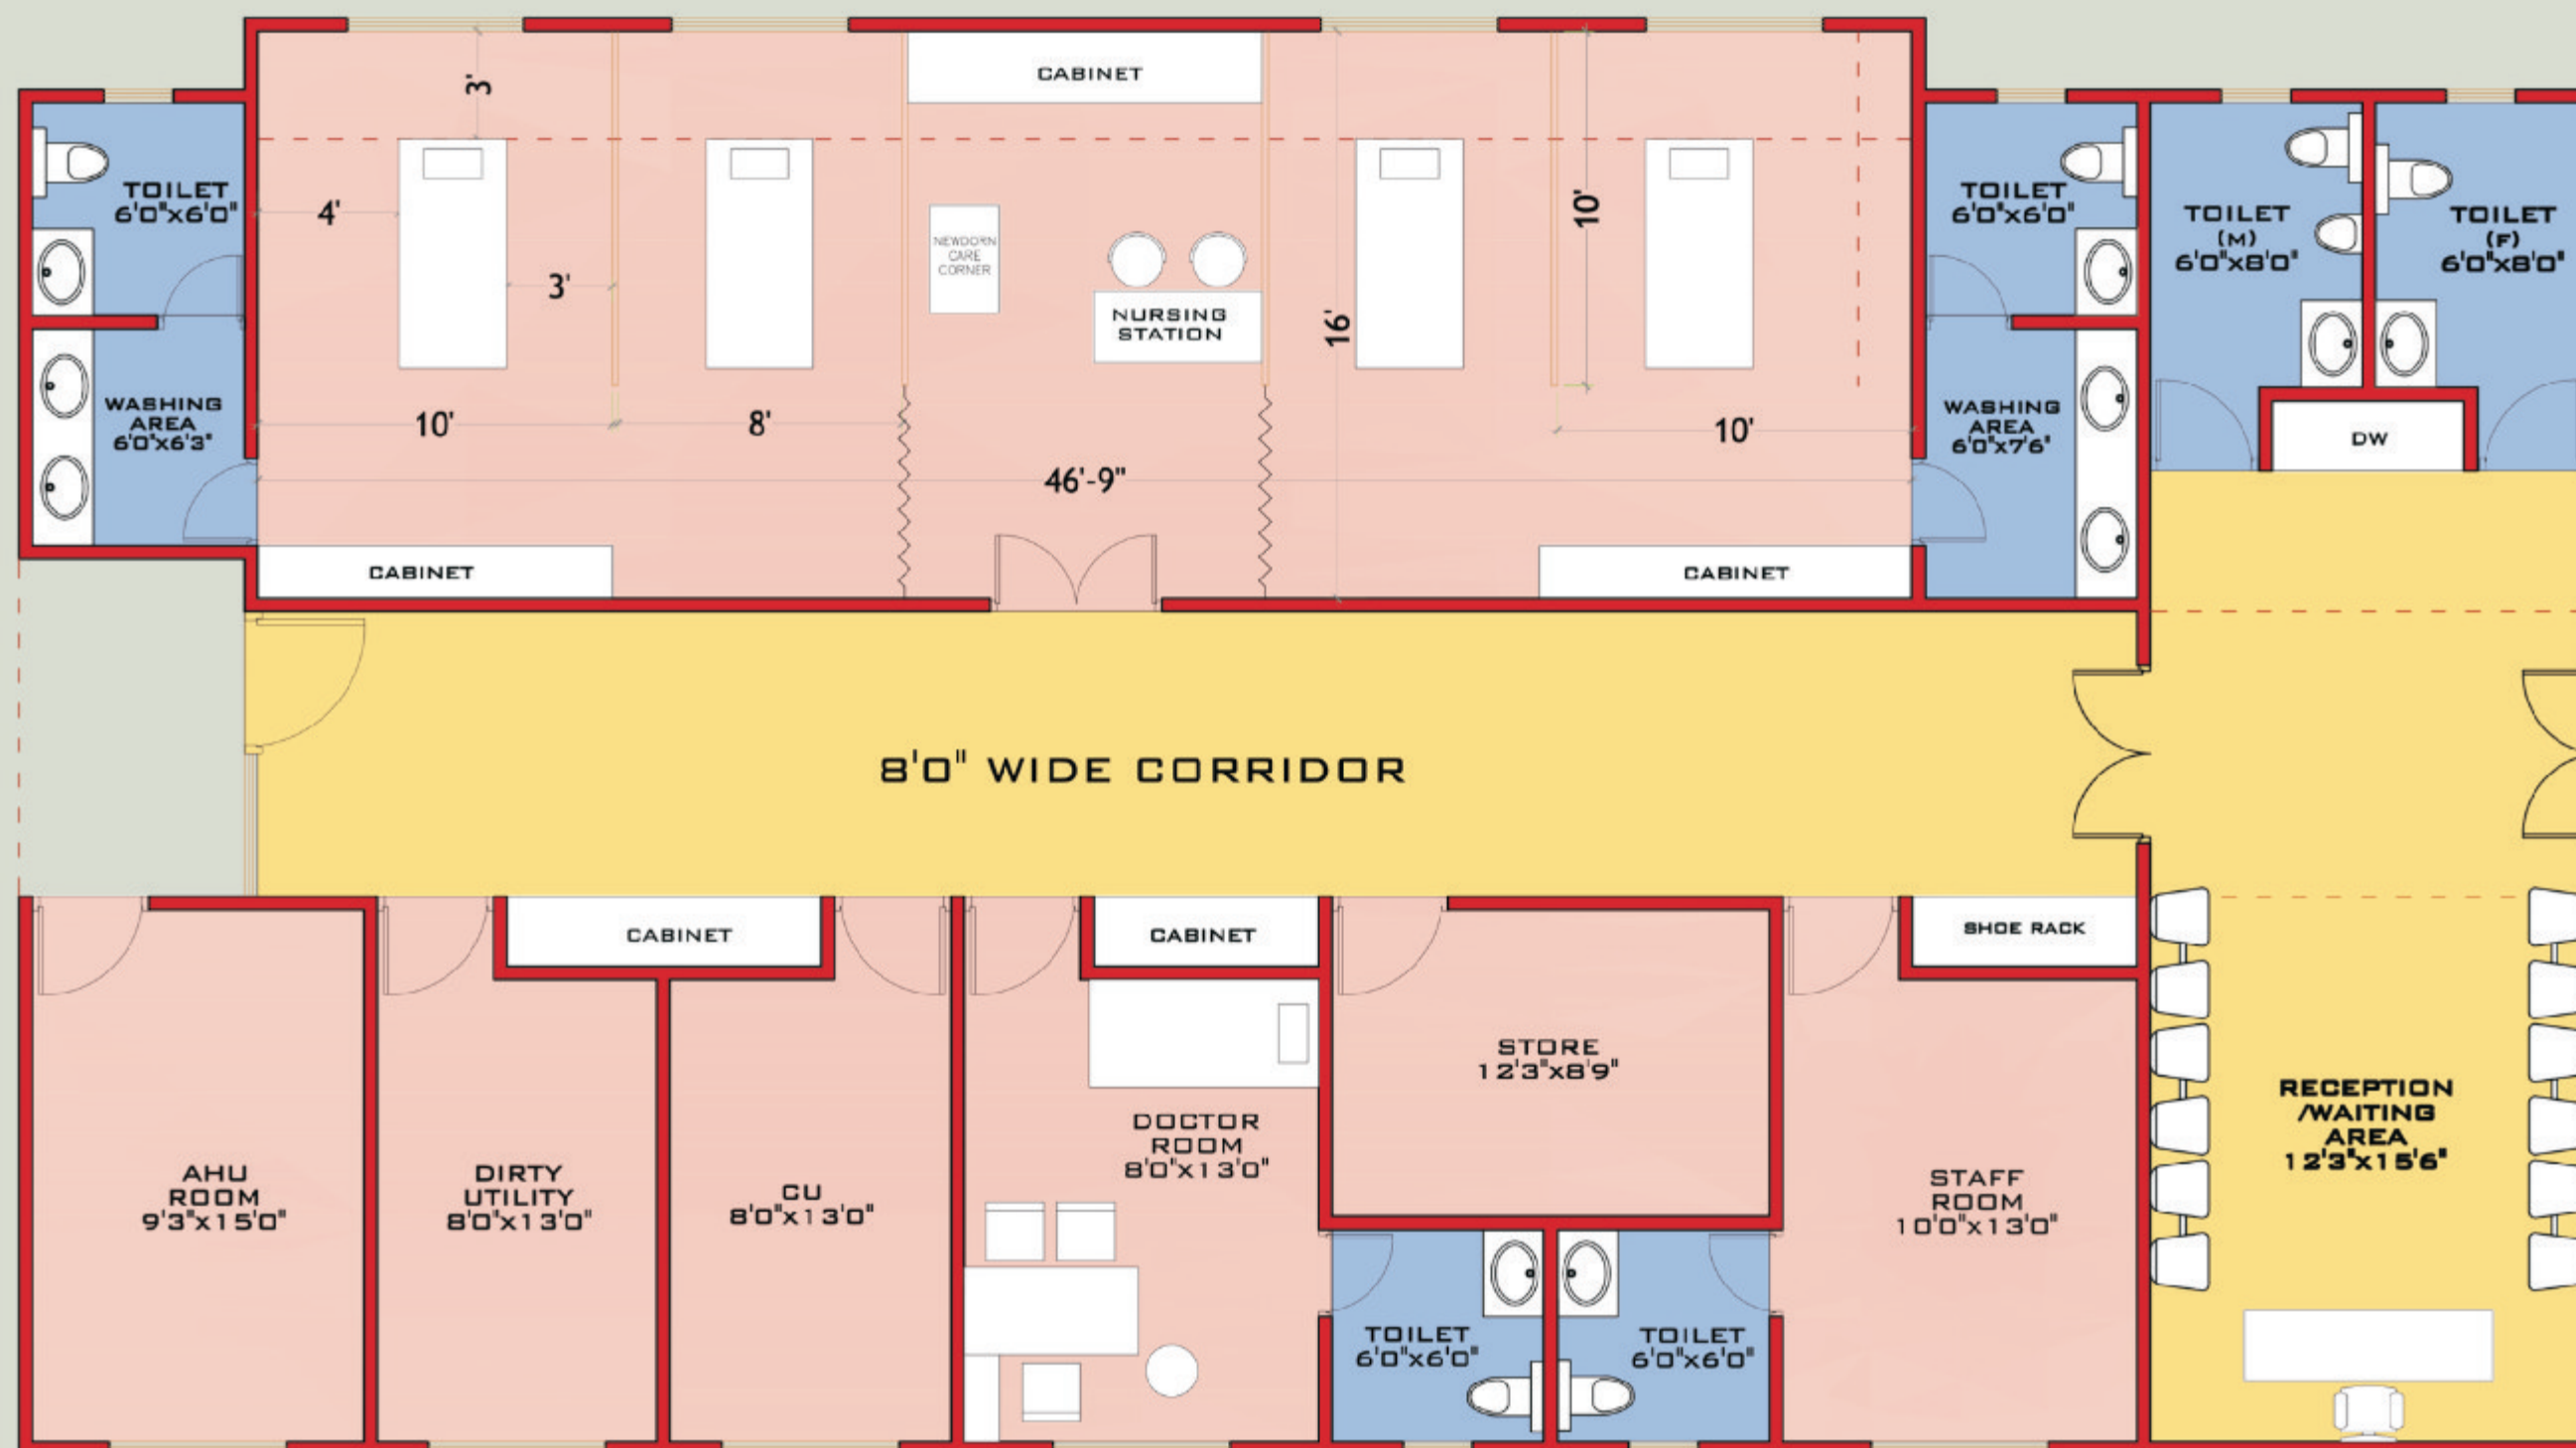 CABINET
3'
TOILET
6'0"x6'0"
4'
3'
NEWDORN
CARE
CORNER
NURSING
STATION
16'
10'
TOILET
6'0"x6'0"
TOILET
(M)
6'0"x8'0"
TOILET
(F)
6'0"x8'0"
WASHING
AREA
6'0"x6'3"
10'
8'
10'
WASHING
AREA
6'0"x7'6"
DW
46'-9"
CABINET
CABINET
8'0" WIDE CORRIDOR
CABINET
CABINET
SHOE RACK
STORE
12'3"x8'9"
DOCTOR
ROOM
8'0"x13'0"
RECEPTION
/WAITING
AREA
12'3"x15'6"
AHU
ROOM
9'3"x15'0"
DIRTY
UTILITY
8'0"x13'0"
CU
8'0"x13'0"
STAFF
ROOM
10'0"x13'0"
TOILET
6'0"x6'0"
TOILET
6'0"x6'0"